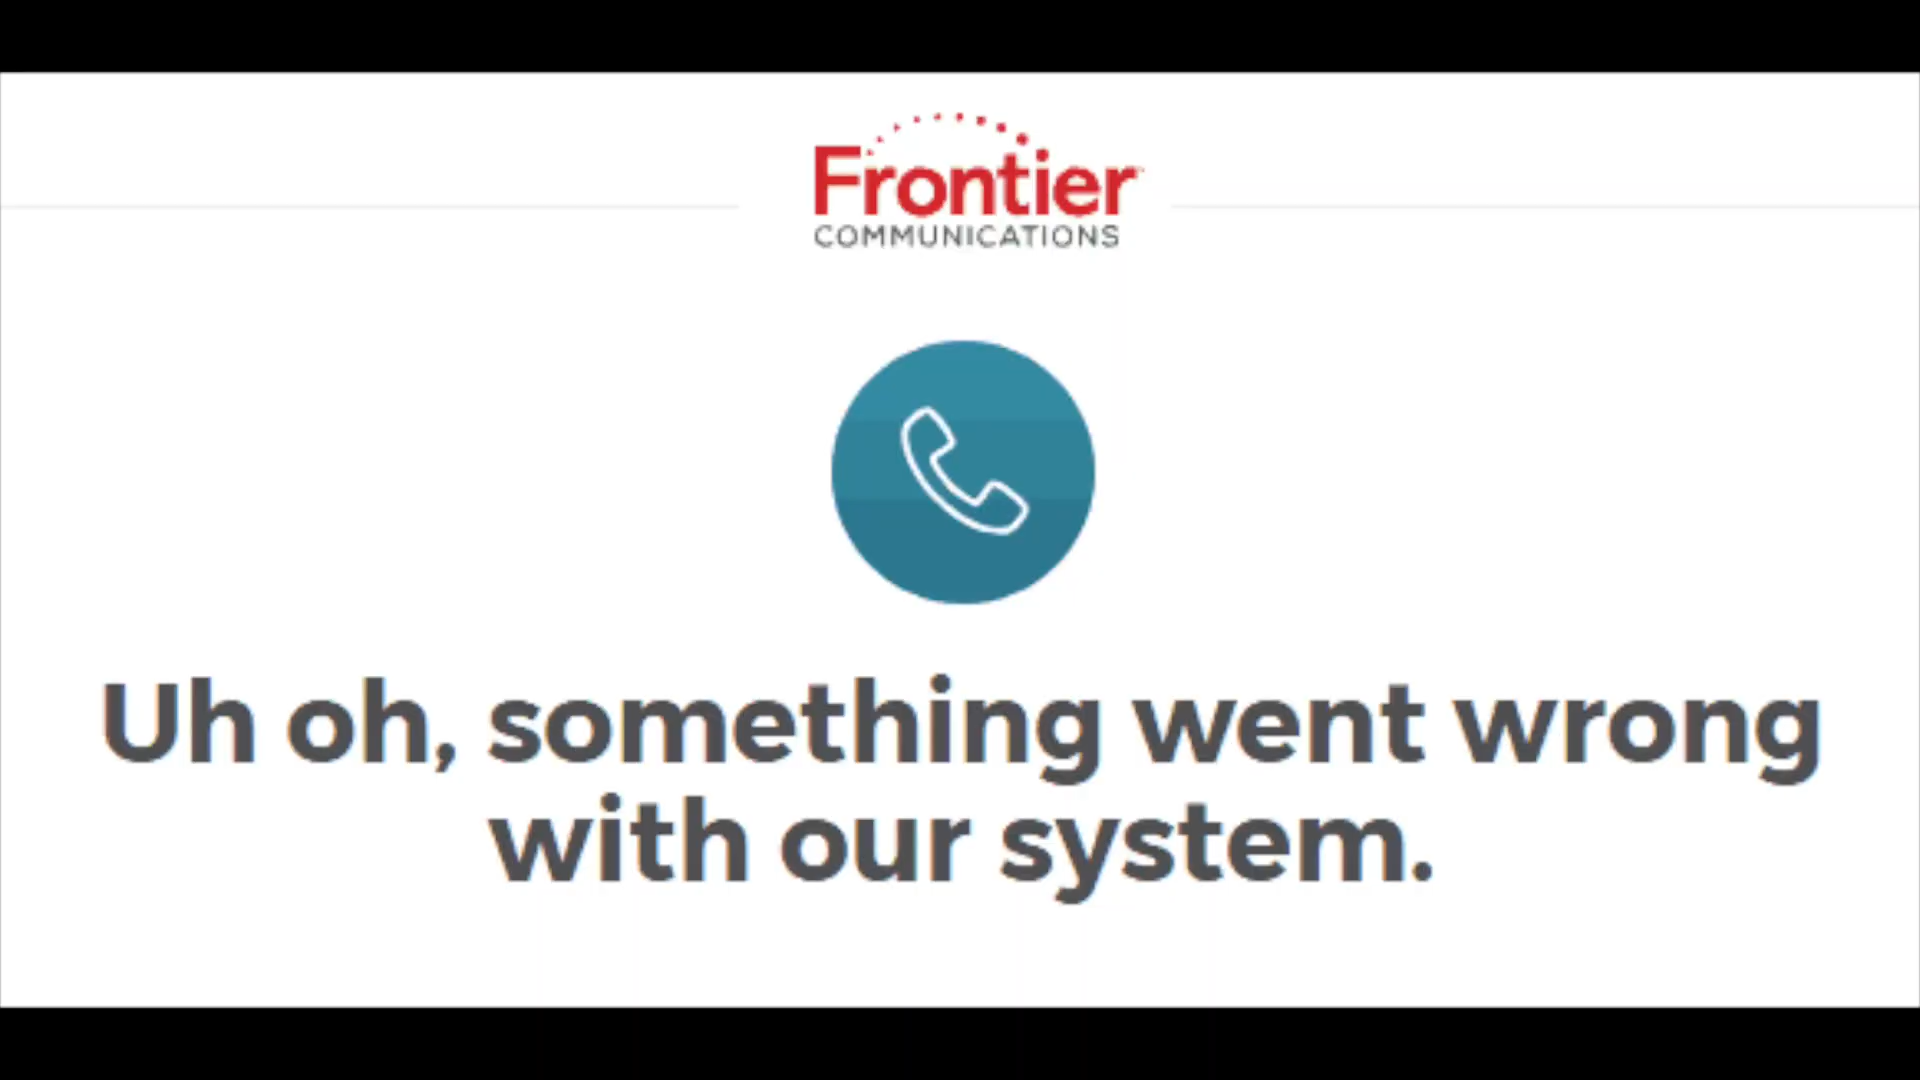 Frontier
COMMUNICATIONS
Uh oh, something went wrong
with our system.